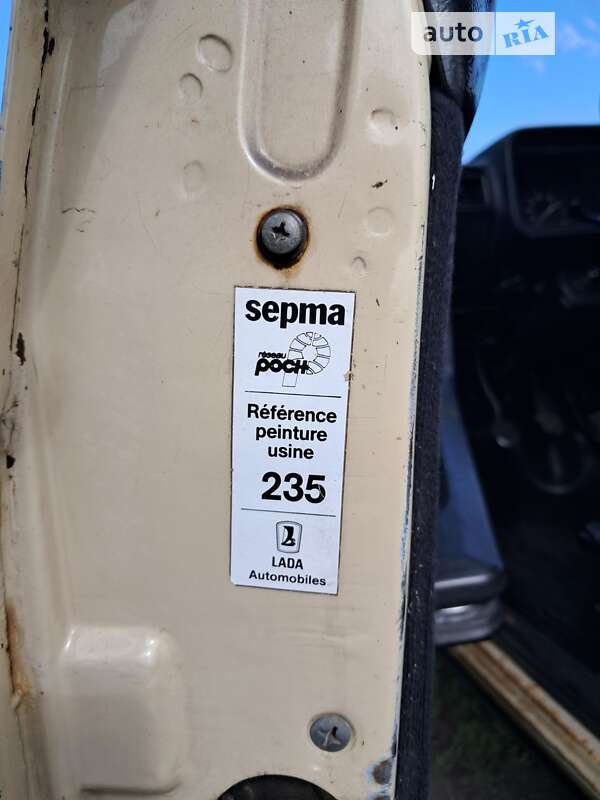 auto RIA
sepma
réseau
POCH
Référence
peinture
usine
235
LADA
Automobiles